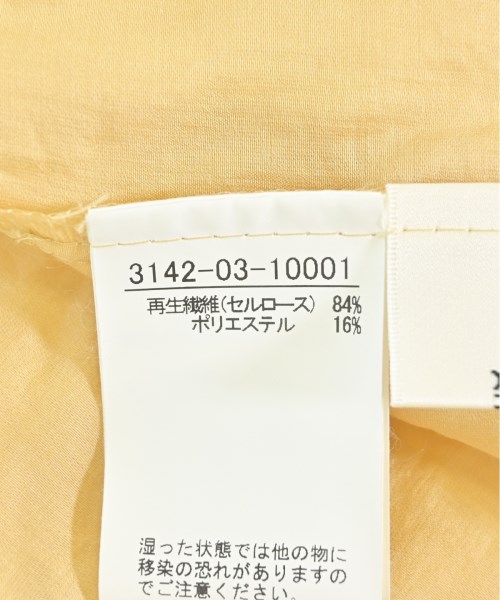 3142-03-10001
再生繊維(セルロース) 84%
ポリエステル 16%
湿った状態では他の物に
移染の恐れがありますの
でご注意ください。